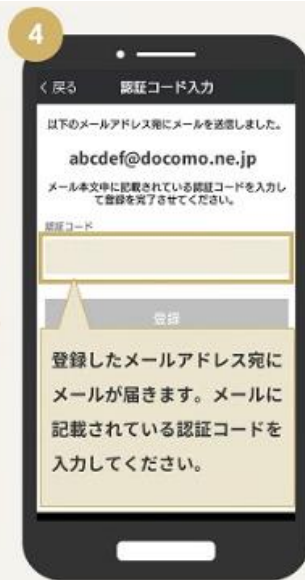 4
< 戻る 認証コード入力
以下のメールアドレス宛にメールを送信しました。
abcdef@docomo.ne.jp
メール本文中に記載されている認証コードを入力し
て登録を完了させてください。
認証コード
登録
登録したメールアドレス宛に
メールが届きます。メールに
記載されている認証コードを
入力してください。